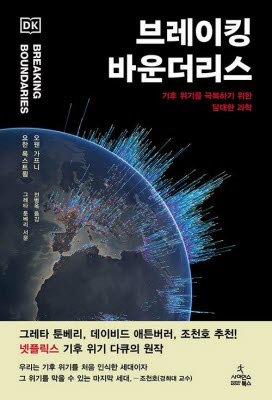 DK
BREAKING
BOUNDARIES
브레이킹
바운더리스
기후 위기를 극복하기 위한
담대한 과학
오웬 가프니
요한 록스트룀
전병옥 옮김
그레타 툰베리 서문
그레타 툰베리, 데이비드 애튼버러, 조천호 추천!
넷플릭스 기후 위기 다큐의 원작
우리는 기후 위기를 처음 인식한 세대이자
그 위기를 막을 수 있는 마지막 세대. —조천호(경희대 교수)
사이언스
북스